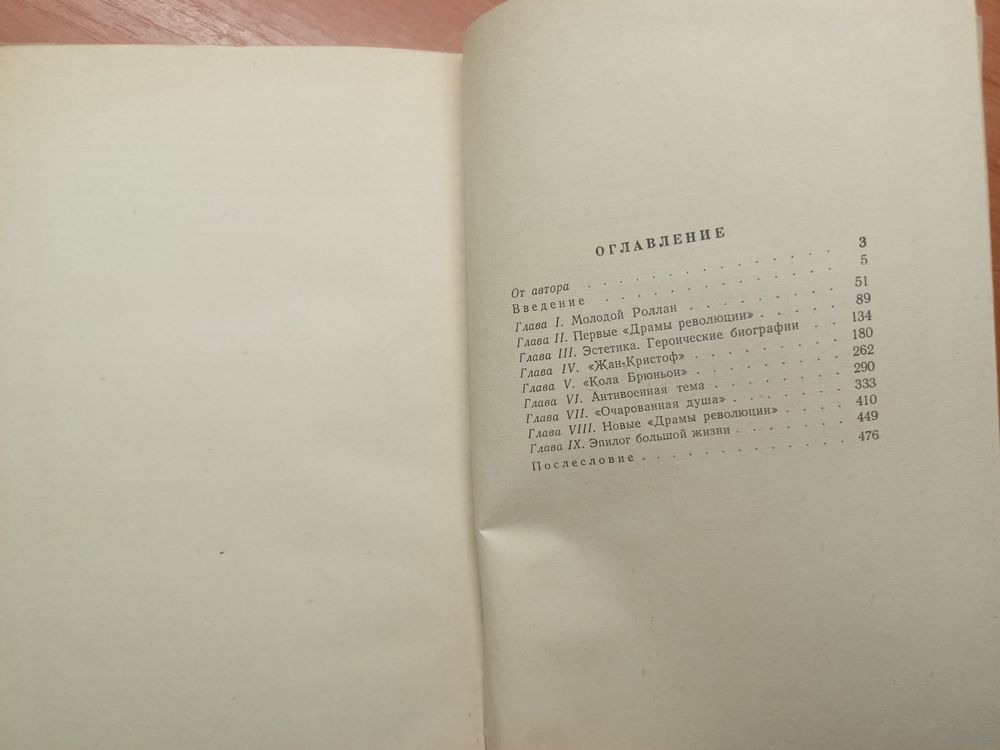 ОГЛАВЛЕНИЕ
От автора . . . . . . . . . . . . 3
Введение . . . . . . . . . . . . 5
Глава I. Молодой Роллан . . . . . . . . 51
Глава II. Первые «Драмы революции» . . . . . 89
Глава III. Эстетика. Героические биографии . . 134
Глава IV. «Жан-Кристоф» . . . . . . . . 180
Глава V. «Кола Брюньон» . . . . . . . . 262
Глава VI. Антивоенная тема . . . . . . . 290
Глава VII. «Очарованная душа» . . . . . . 333
Глава VIII. Новые «Драмы революции» . . . . 410
Глава IX. Эпилог большой жизни . . . . . . 449
Послесловие . . . . . . . . . . . 476